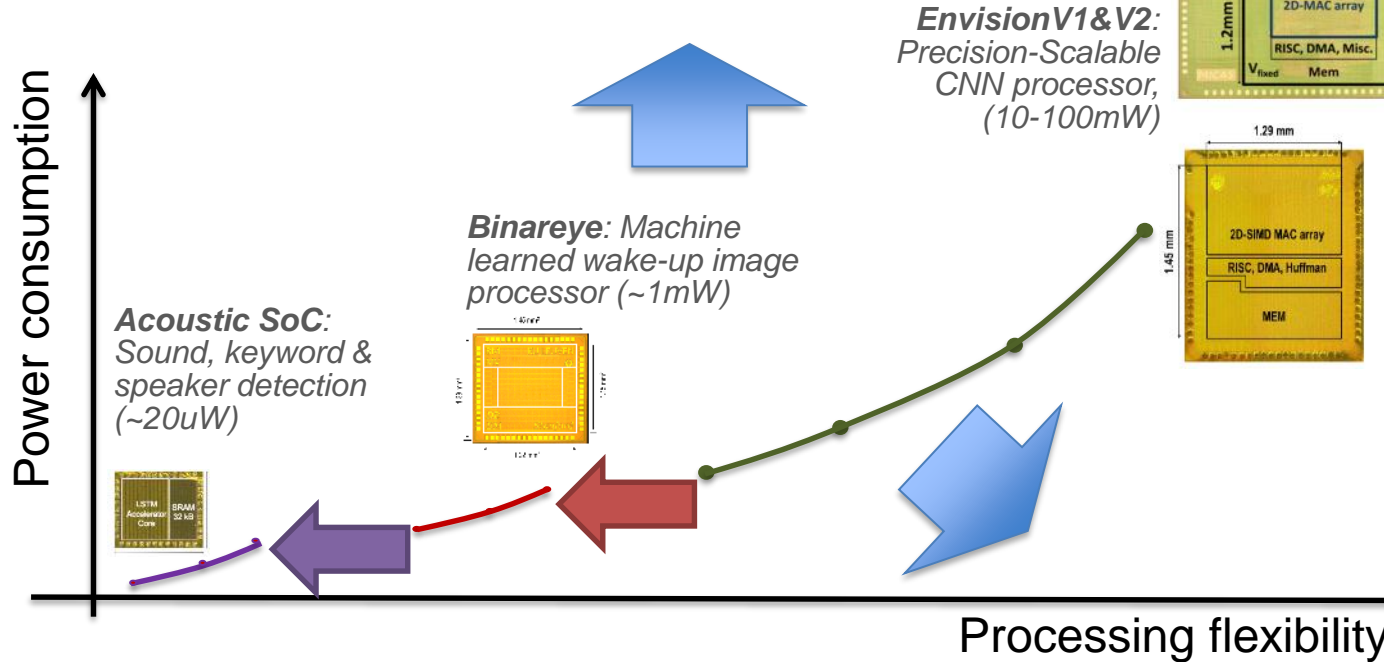 EnvisionV1&V2:
Precision-Scalable
CNN processor,
(10-100mW)
1.2mm
2D-MAC array
RISC, DMA, Misc.
Vfixed
Mem
Power consumption
Binareye: Machine
learned wake-up image
processor (~1mW)
Acoustic SoC:
Sound, keyword &
speaker detection
(~20uW)
LSTM
Accelerator
Core
SRAM
32 kB
1.29 mm
1.45 mm
2D-SIMD MAC array
RISC, DMA, Huffman
MEM
Processing flexibility